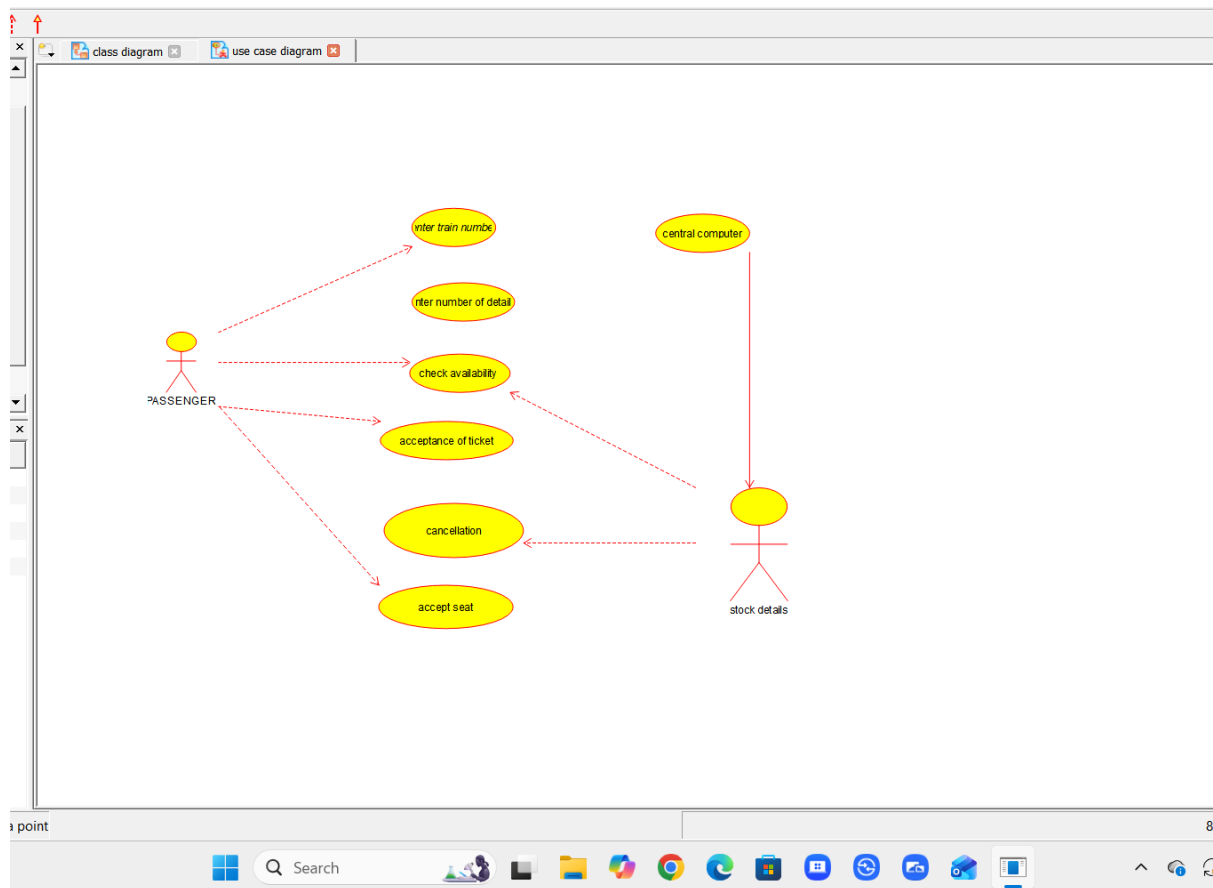 class diagram
use case diagram
nter train numbe
central computer
nter number of detail
check availability
PASSENGER
acceptance of ticket
cancellation
accept seat
stock details
a point
8
Search